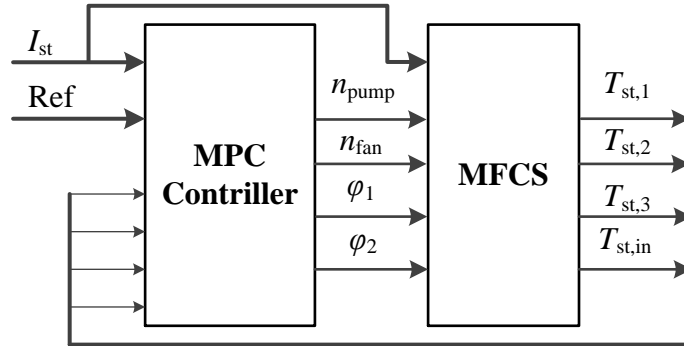 I_st
Ref
MPC
Contriller
n_pump
n_fan
φ_1
φ_2
MFCS
T_st,1
T_st,2
T_st,3
T_st,in